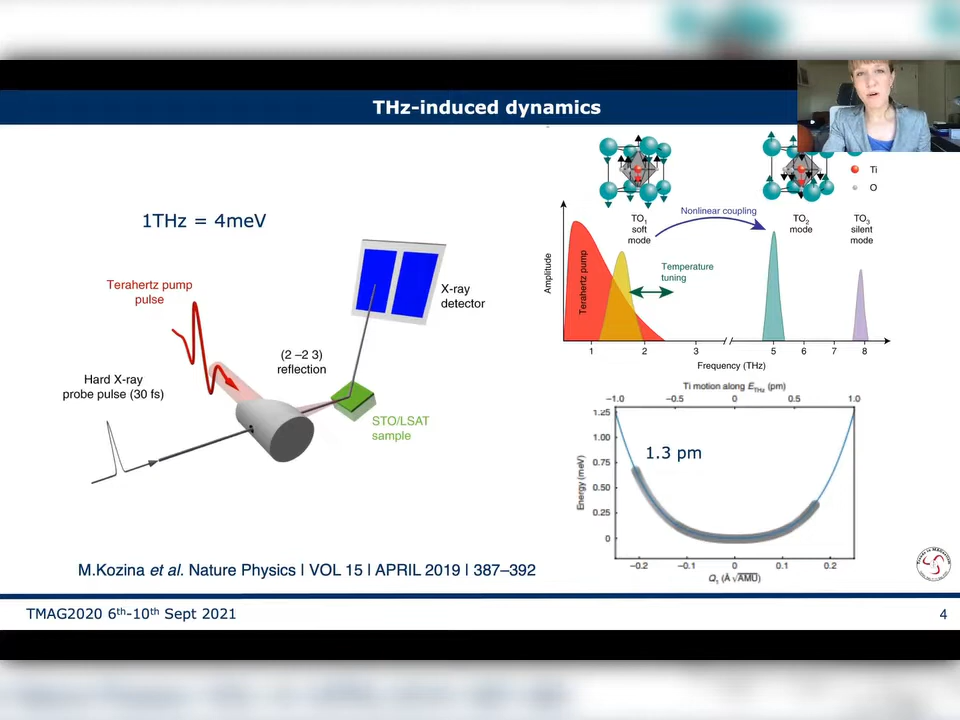 THz-induced dynamics
1THz = 4meV
Terahertz pump
pulse
X-ray
detector
(2 –2 3)
reflection
Hard X-ray
probe pulse (30 fs)
STO/LSAT
sample
Ti
O
TO1
soft
mode
Nonlinear coupling
TO2
mode
TO3
silent
mode
Amplitude
Terahertz pump
Temperature
tuning
1 2 3 5 6 7 8
Frequency (THz)
Ti motion along ETHz (pm)
−1.0 −0.5 0 0.5 1.0
1.25
1.00
0.75
0.50
0.25
0
Energy (meV)
1.3 pm
−0.2 −0.1 0 0.1 0.2
Q1 (Å √AMU)
M.Kozina et al. Nature Physics | VOL 15 | APRIL 2019 | 387–392
TMAG2020 6th-10th Sept 2021
4